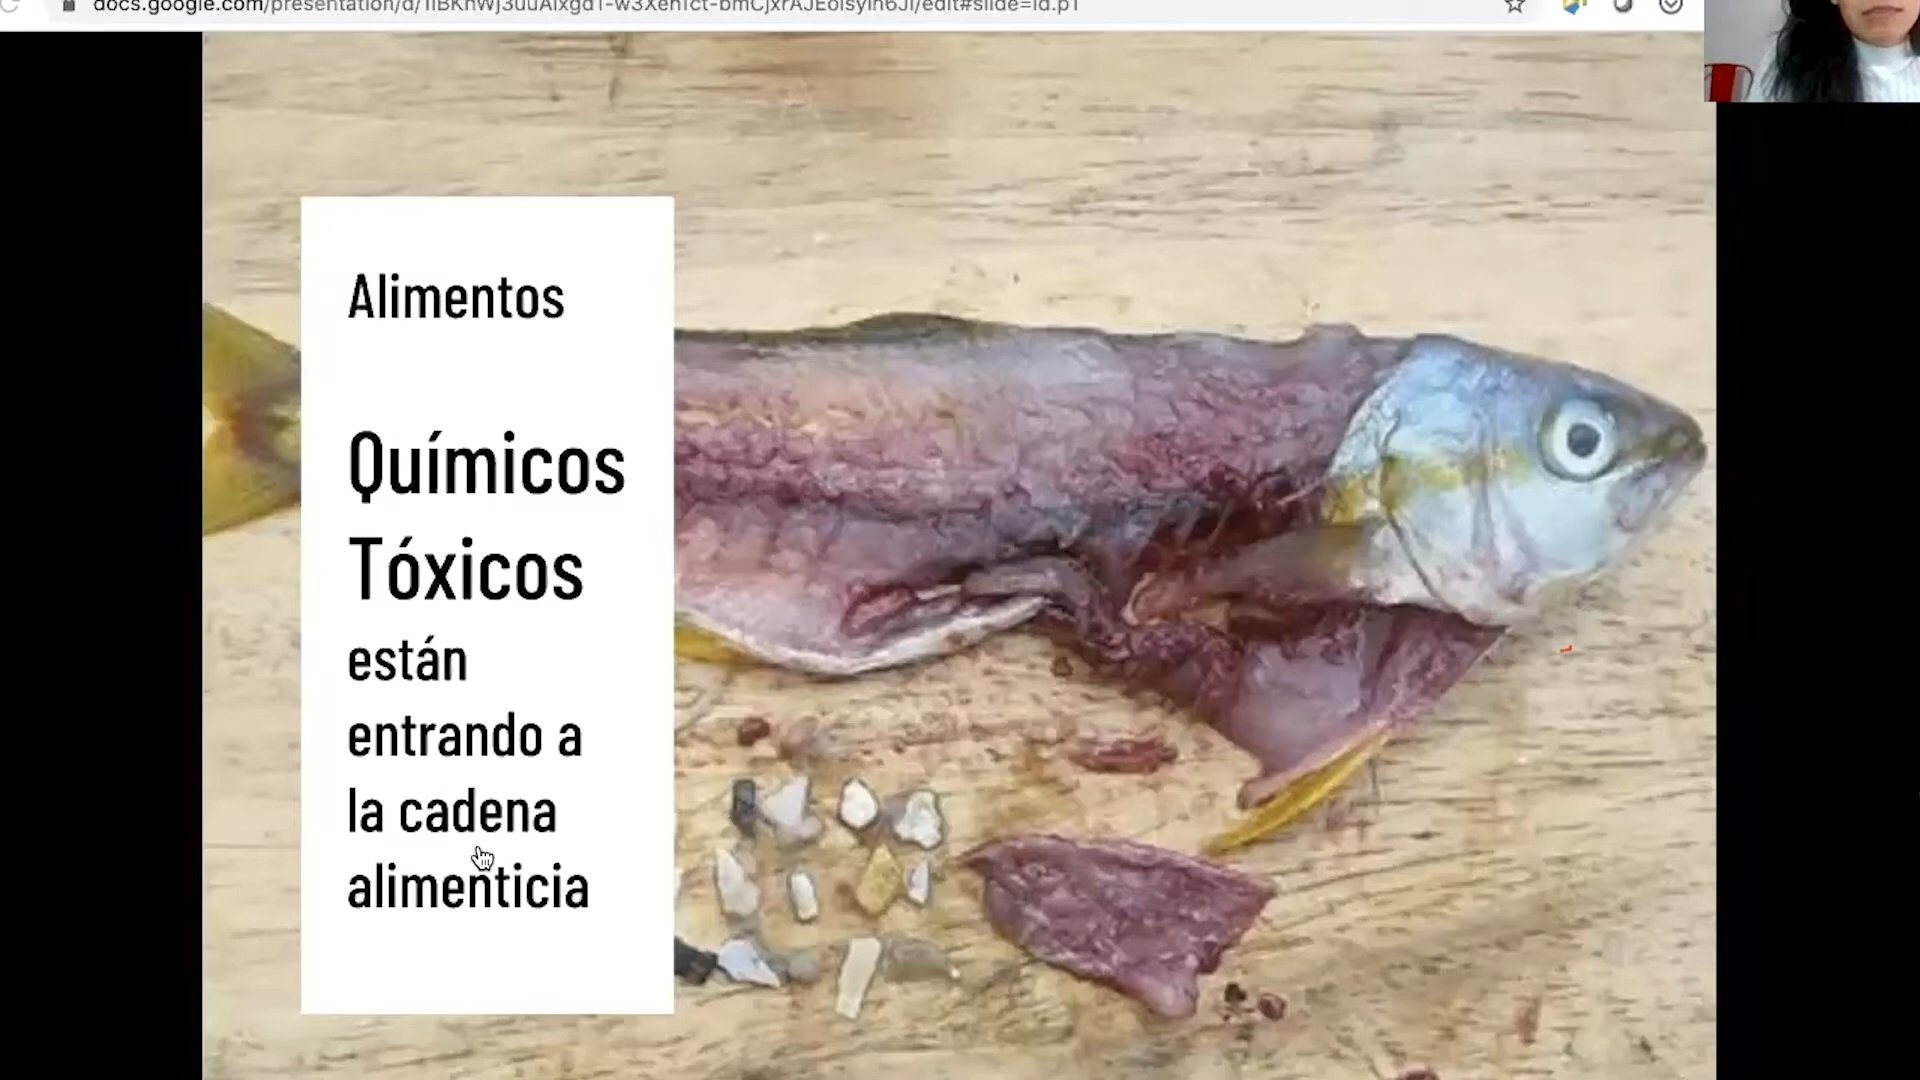 Alimentos
Químicos
Tóxicos
están
entrando a
la cadena
alimenticia